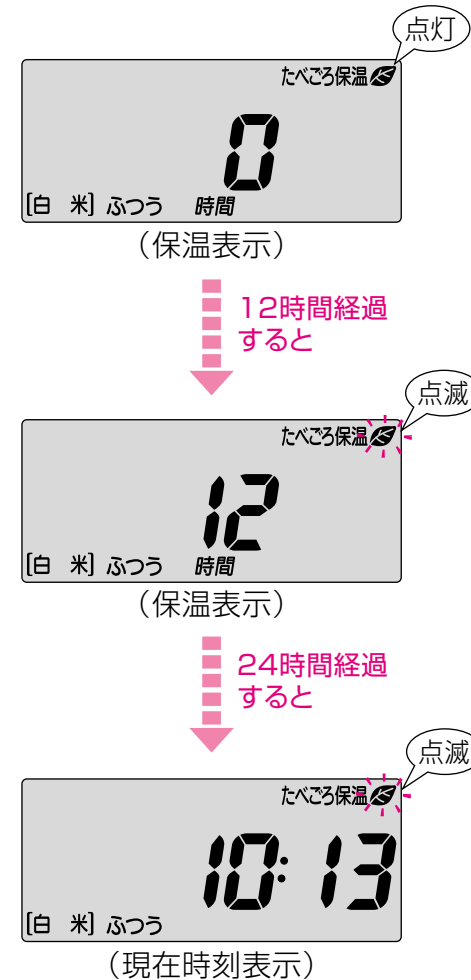 点灯
たべごろ保温
0
[白 米] ふつう 時間
(保温表示)
12時間経過
すると
点滅
たべごろ保温
12
[白 米] ふつう 時間
(保温表示)
24時間経過
すると
点滅
たべごろ保温
10:13
[白 米] ふつう
(現在時刻表示)